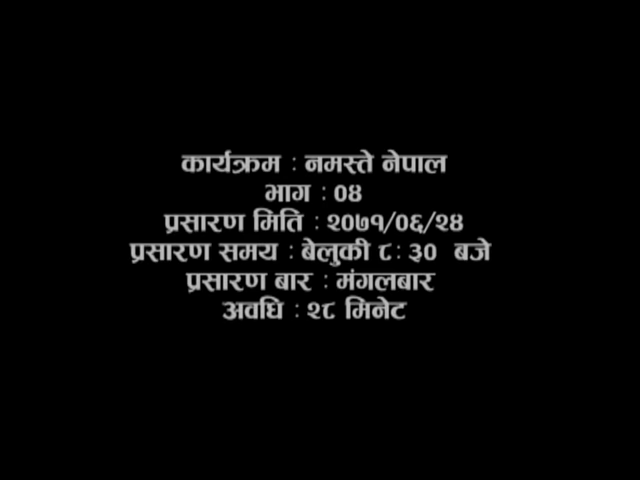 कार्यक्रम : नमस्ते नेपाल
भाग : ०४
प्रसारण मिति : २०७१/०६/२४
प्रसारण समय : बेलुकी ८: ३० बजे
प्रसारण बार : मंगलबार
अवधि : २८ मिनेट